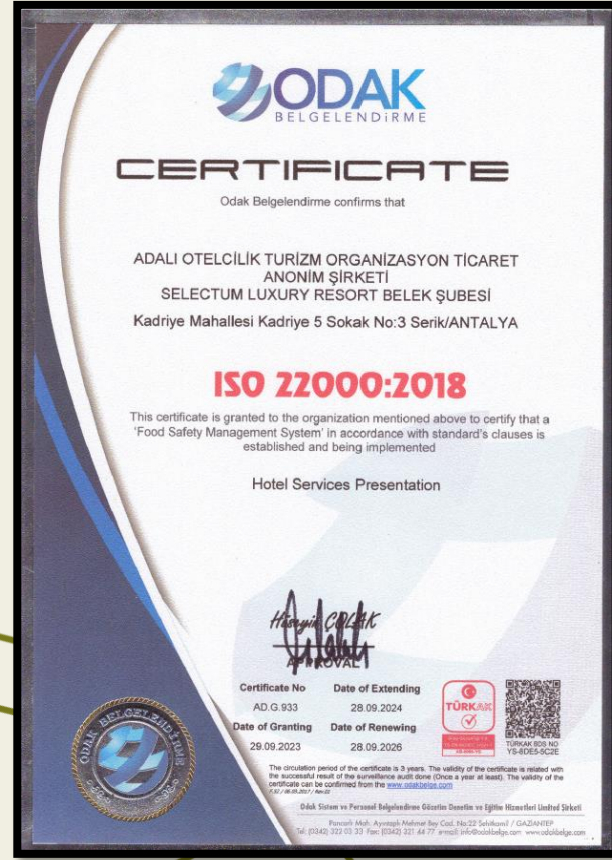 ODAK
BELGELENDİRME
CERTIFICATE
Odak Belgelendirme confirms that
ADALI OTELCİLİK TURİZM ORGANİZASYON TİCARET
ANONİM ŞİRKETİ
SELECTUM LUXURY RESORT BELEK ŞUBESİ
Kadriye Mahallesi Kadriye 5 Sokak No:3 Serik/ANTALYA
ISO 22000:2018
This certificate is granted to the organization mentioned above to certify that a
'Food Safety Management System' in accordance with standard's clauses is
established and being implemented
Hotel Services Presentation
Hüseyin ÇOLAK
APPROVAL
Certificate No Date of Extending
AD.G.933 28.09.2024
Date of Granting Date of Renewing
29.09.2023 28.09.2026
TÜRKAK
TÜRKAK BDS NO
YS-8DE5-5C2E
ODAK BELGELENDİRME
The circulation period of the certificate is 3 years. The validity of the certificate is related with
the successful result of the surveillance audit done (Once a year at least). The validity of the
certificate can be confirmed from the www.odakbelge.com
F.52 / 06.03.2017 / Rev.03
Odak Sistem ve Personel Belgelendirme Gözetim Denetim ve Eğitim Hizmetleri Limited Şirketi
Pancarlı Mah. Ayvazpk Mehmet Bey Cad. No:22 Şehitkamil / GAZİANTEP
Tel: (0342) 322 03 33 Fax: (0342) 321 44 77 e-mail: info@odakbelge.com www.odakbelge.com